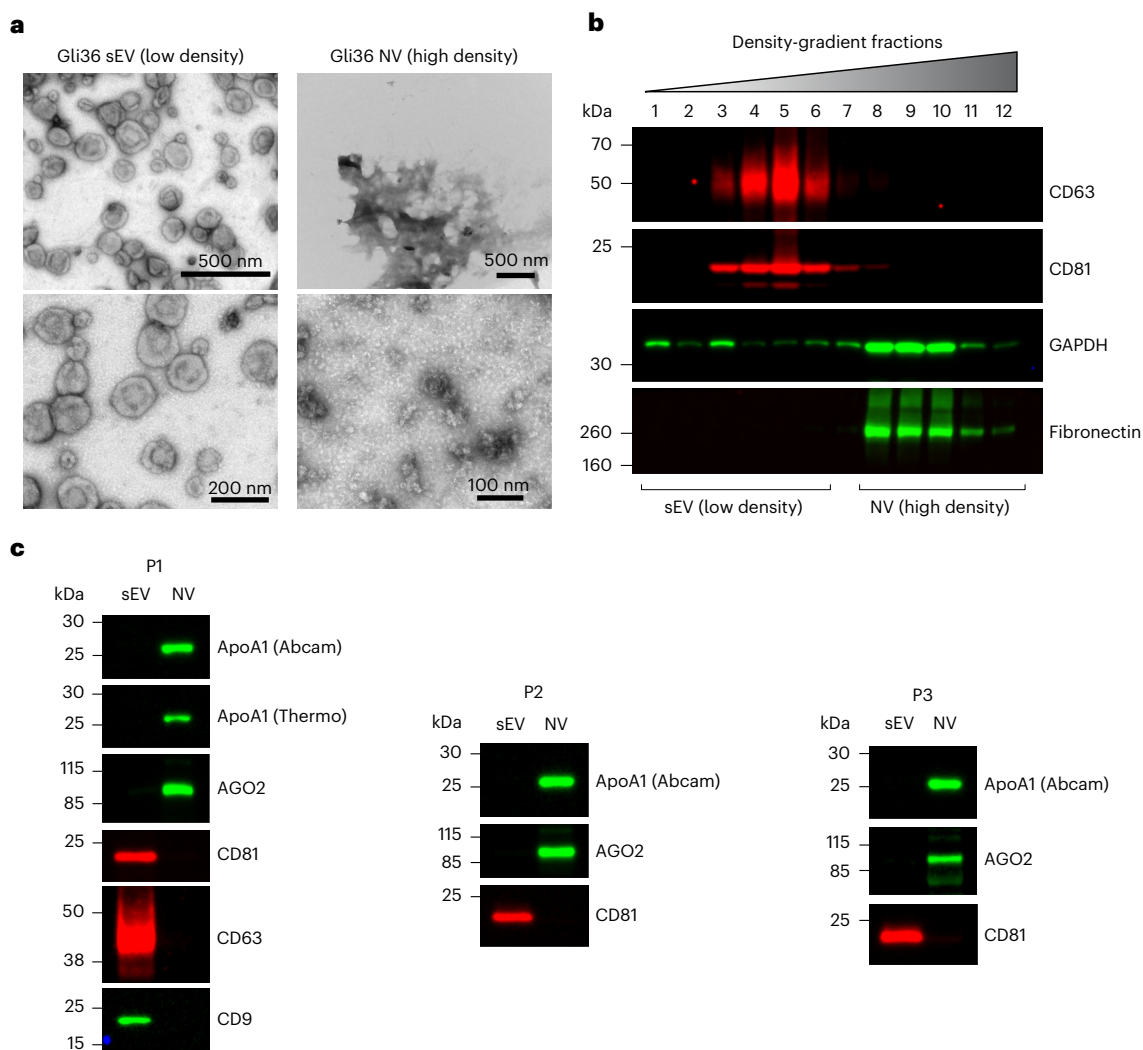 a
Gli36 sEV (low density)
Gli36 NV (high density)
500 nm
500 nm
200 nm
100 nm
b
Density-gradient fractions
kDa 1 2 3 4 5 6 7 8 9 10 11 12
70
50
CD63
25
CD81
GAPDH
30
260
Fibronectin
160
sEV (low density)
NV (high density)
c
P1
kDa sEV NV
30
25
ApoA1 (Abcam)
30
25
ApoA1 (Thermo)
115
85
AGO2
25
CD81
50
CD63
38
25
CD9
15
P2
kDa sEV NV
30
25
ApoA1 (Abcam)
115
85
AGO2
25
CD81
P3
kDa sEV NV
30
25
ApoA1 (Abcam)
115
85
AGO2
25
CD81